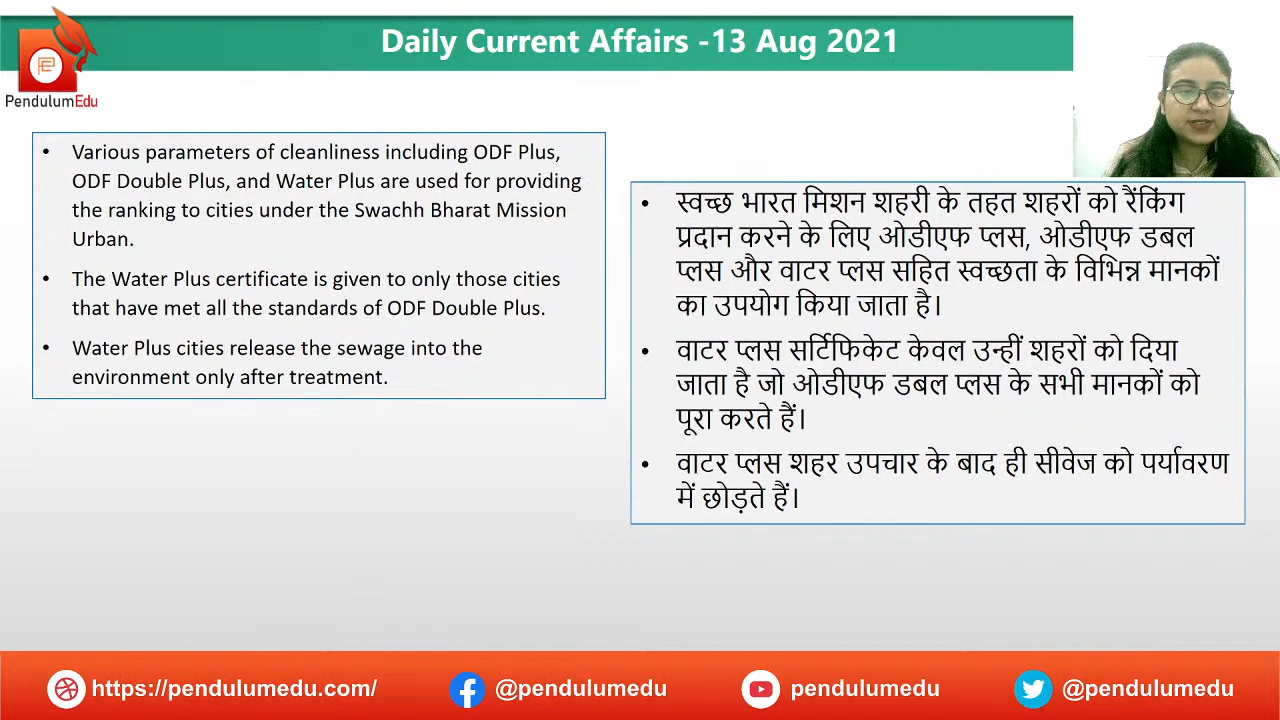 Daily Current Affairs -13 Aug 2021
PE
PendulumEdu
• Various parameters of cleanliness including ODF Plus,
ODF Double Plus, and Water Plus are used for providing
the ranking to cities under the Swachh Bharat Mission
Urban.
• The Water Plus certificate is given to only those cities
that have met all the standards of ODF Double Plus.
• Water Plus cities release the sewage into the
environment only after treatment.
• स्वच्छ भारत मिशन शहरी के तहत शहरों को रैंकिंग
प्रदान करने के लिए ओडीएफ प्लस, ओडीएफ डबल
प्लस और वाटर प्लस सहित स्वच्छता के विभिन्न मानकों
का उपयोग किया जाता है।
• वाटर प्लस सर्टिफिकेट केवल उन्हीं शहरों को दिया
जाता है जो ओडीएफ डबल प्लस के सभी मानकों को
पूरा करते हैं।
• वाटर प्लस शहर उपचार के बाद ही सीवेज को पर्यावरण
में छोड़ते हैं।
https://pendulumedu.com/
@pendulumedu
pendulumedu
@pendulumedu